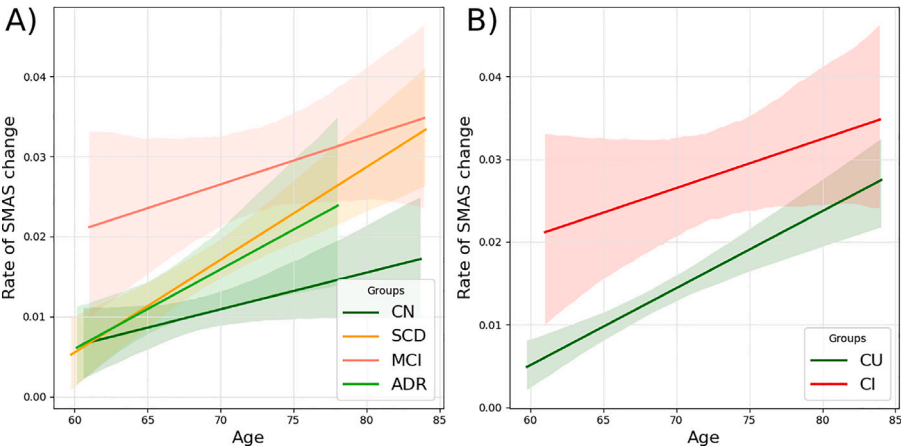 A)
Rate of SMAS change
0.04
0.03
0.02
0.01
0.00
60 65 70 75 80 85
Age
Groups
CN
SCD
MCI
ADR
B)
Rate of SMAS change
0.04
0.03
0.02
0.01
0.00
60 65 70 75 80 85
Age
Groups
CU
CI